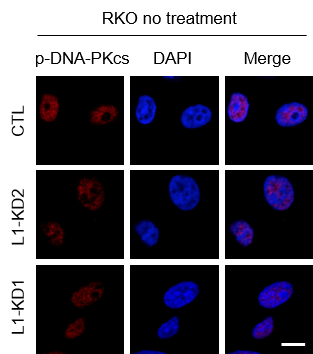 RKO no treatment
p-DNA-PKcs DAPI Merge
CTL
L1-KD2
L1-KD1